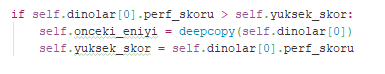 if self.dinolar[0].perf_skoru > self.yuksek_skor:
    self.onceki_eniyi = deepcopy(self.dinolar[0])
    self.yuksek_skor = self.dinolar[0].perf_skoru